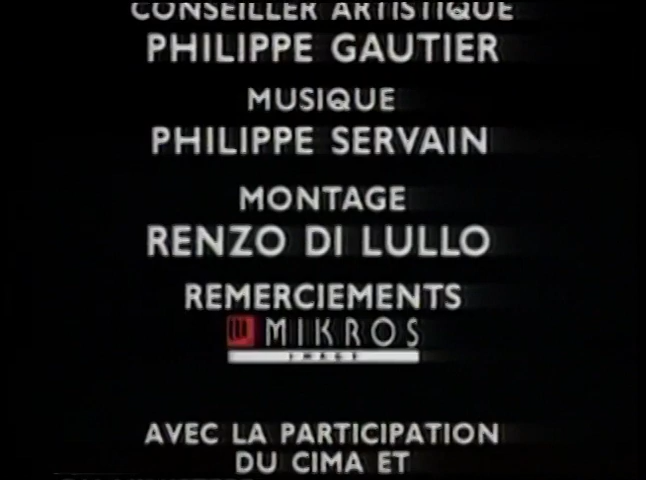 CONSEILLER ARTISTIQUE
PHILIPPE GAUTIER
MUSIQUE
PHILIPPE SERVAIN
MONTAGE
RENZO DI LULLO
REMERCIEMENTS
MIKROS
IMAGE
AVEC LA PARTICIPATION
DU CIMA ET